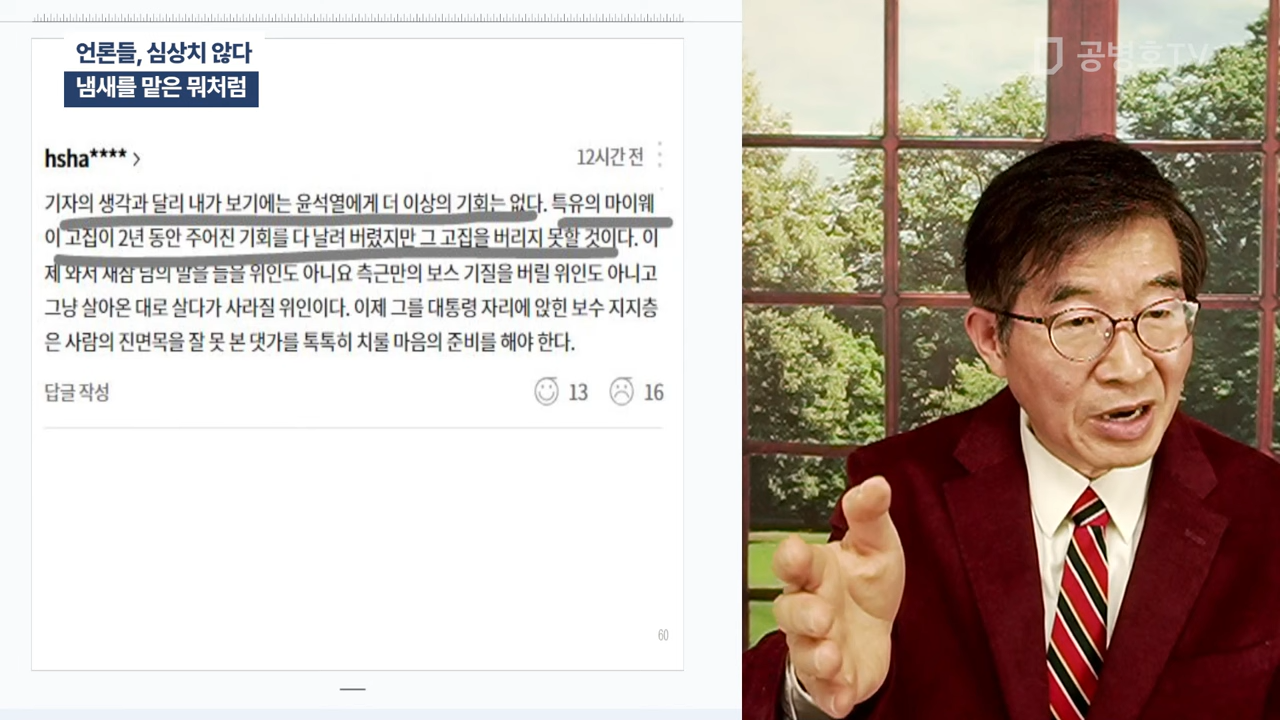 언론들, 심상치 않다
냄새를 맡은 뭐처럼
공병호TV
hsha****
12시간 전
기자의 생각과 달리 내가 보기에는 윤석열에게 더 이상의 기회는 없다. 특유의 마이웨
이 고집이 2년 동안 주어진 기회를 다 날려 버렸지만 그 고집을 버리지 못할 것이다. 이
제 와서 새삼 남의 말을 들을 위인도 아니요 측근만의 보스 기질을 버릴 위인도 아니고
그냥 살아온 대로 살다가 사라질 위인이다. 이제 그를 대통령 자리에 앉힌 보수 지지층
은 사람의 진면목을 잘 못 본 댓가를 톡톡히 치룰 마음의 준비를 해야 한다.
답글 작성
13
16
60